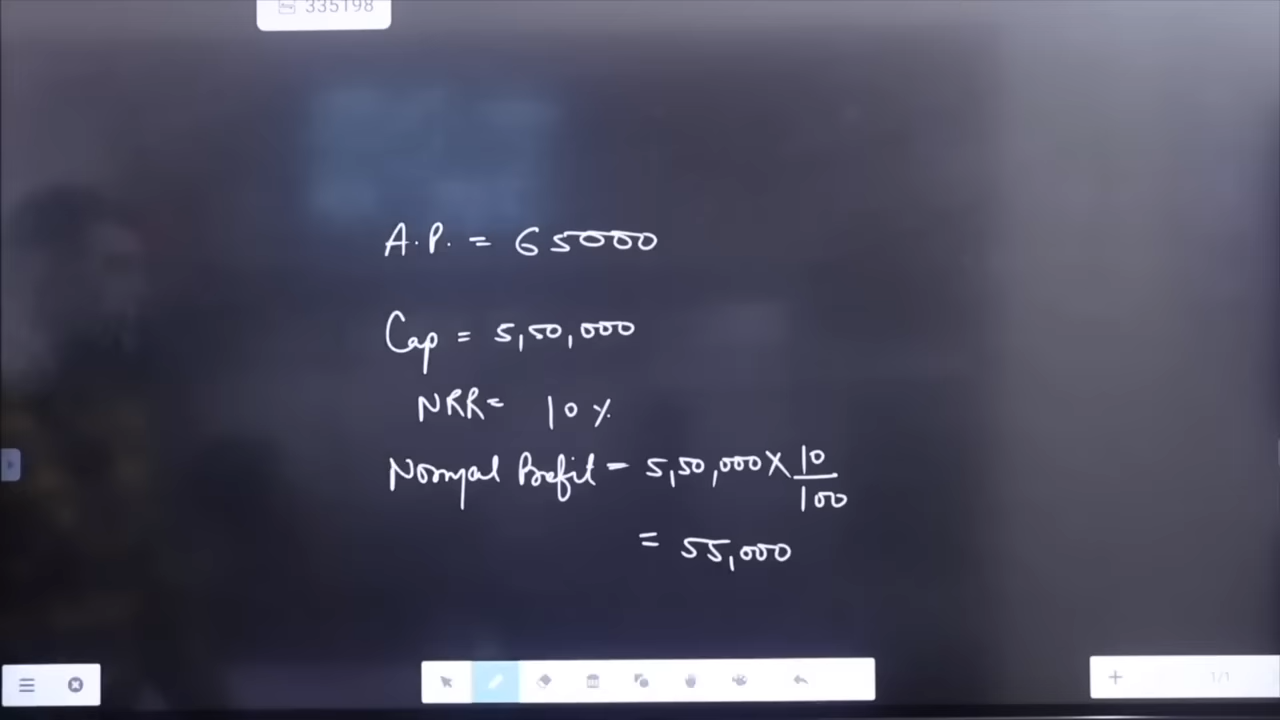 335198
A.P. = 65000
Cap = 5,50,000
NRR = 10%
Normal Profit = 5,50,000 × 10/100
= 55,000
1/1